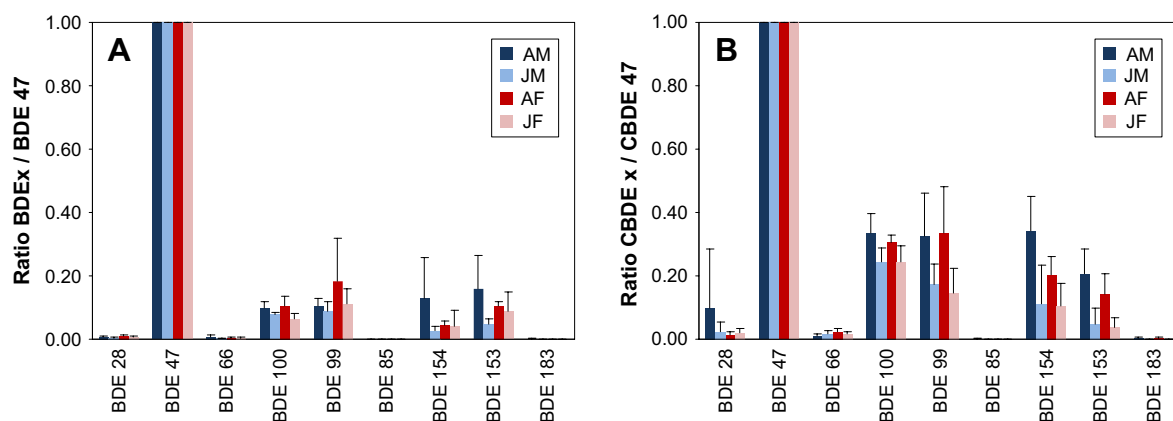 Ratio BDEx / BDE 47
1.00
0.80
0.60
0.40
0.20
0.00
A
AM
JM
AF
JF
BDE 28
BDE 47
BDE 66
BDE 100
BDE 99
BDE 85
BDE 154
BDE 153
BDE 183
Ratio CBDE x / CBDE 47
1.00
0.80
0.60
0.40
0.20
0.00
B
AM
JM
AF
JF
BDE 28
BDE 47
BDE 66
BDE 100
BDE 99
BDE 85
BDE 154
BDE 153
BDE 183